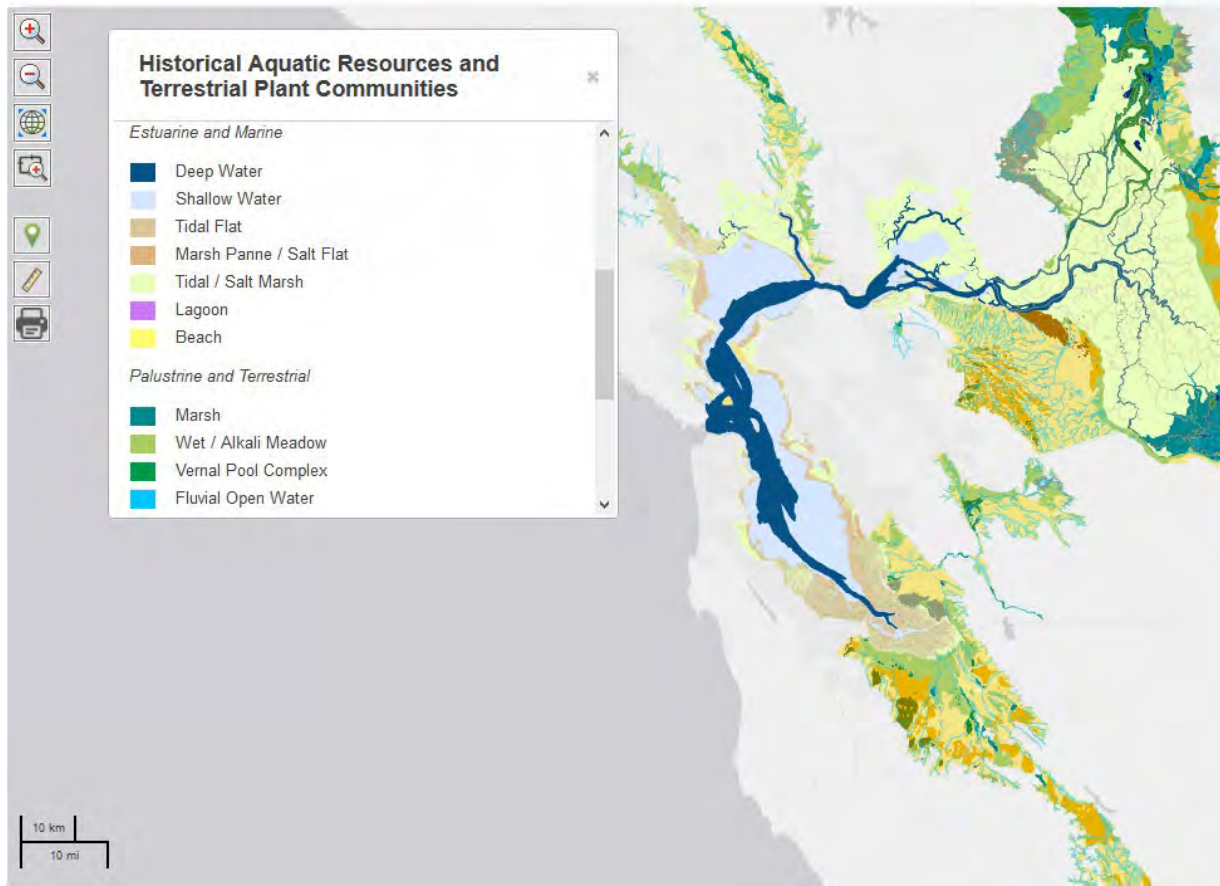 Historical Aquatic Resources and
Terrestrial Plant Communities
Estuarine and Marine
Deep Water
Shallow Water
Tidal Flat
Marsh Panne / Salt Flat
Tidal / Salt Marsh
Lagoon
Beach
Palustrine and Terrestrial
Marsh
Wet / Alkali Meadow
Vernal Pool Complex
Fluvial Open Water
10 km
10 mi